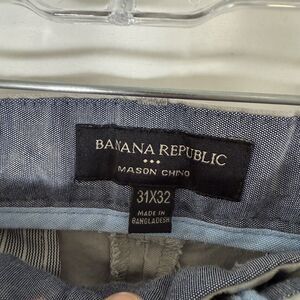 BANANA REPUBLIC
MASON CHINO
31X32
MADE IN
BANGLADESH